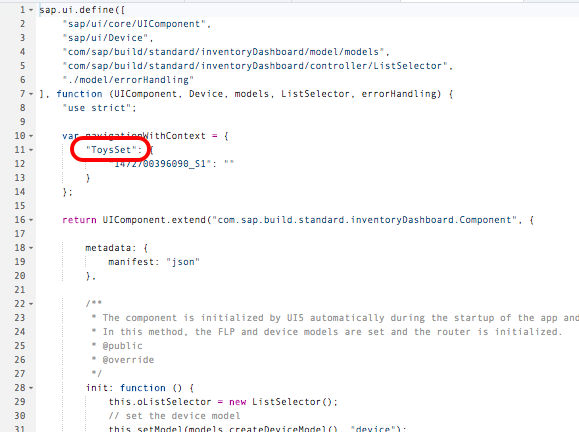 1 sap.ui.define([
2 "sap/ui/core/UIComponent",
3 "sap/ui/Device",
4 "com/sap/build/standard/inventoryDashboard/model/models",
5 "com/sap/build/standard/inventoryDashboard/controller/ListSelector",
6 "./model/errorHandling"
7 ], function (UIComponent, Device, models, ListSelector, errorHandling) {
8 "use strict";
9
10 var navigationWithContext = {
11 "ToysSet": {
12 "1472700396090_S1": ""
13 }
14 };
15
16 return UIComponent.extend("com.sap.build.standard.inventoryDashboard.Component", {
17
18 metadata: {
19 manifest: "json"
20 },
21
22 /**
23 * The component is initialized by UI5 automatically during the startup of the app and
24 * In this method, the FLP and device models are set and the router is initialized.
25 * @public
26 * @override
27 */
28 init: function () {
29 this.oListSelector = new ListSelector();
30 // set the device model
31 this.setModel(models.createDeviceModel(), "device");